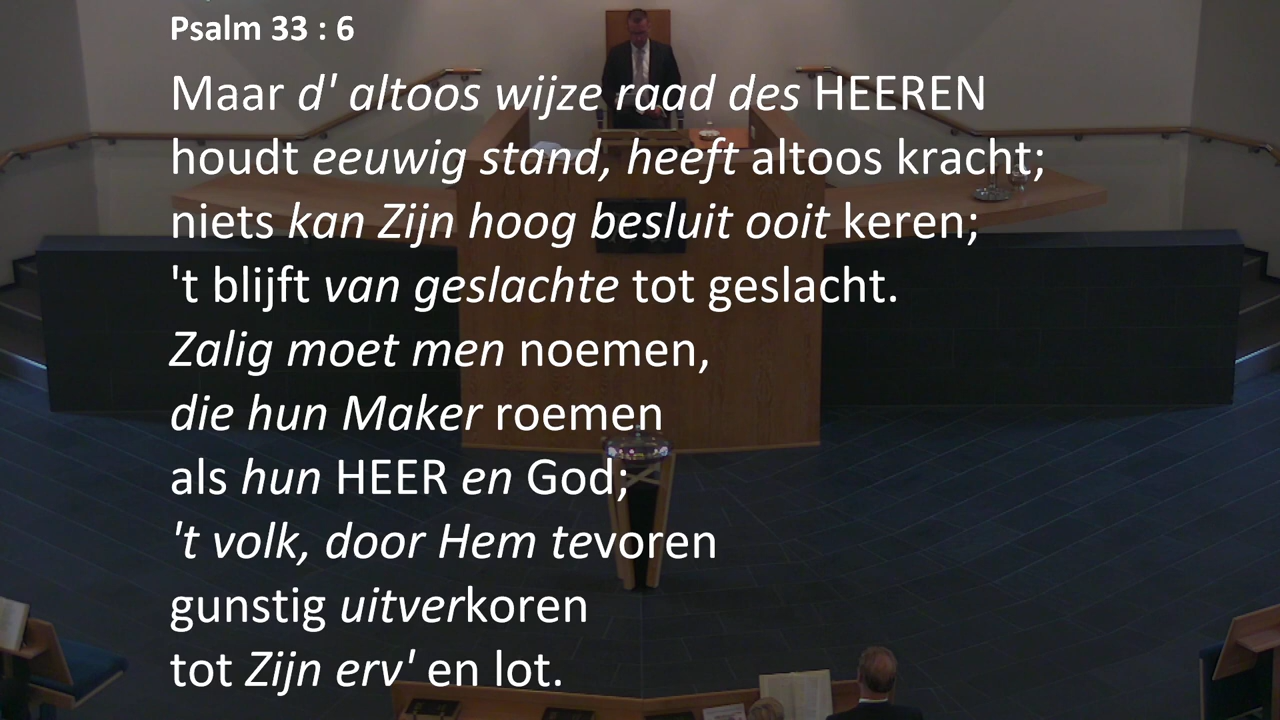 Psalm 33 : 6
Maar d' altoos wijze raad des HEEREN
houdt eeuwig stand, heeft altoos kracht;
niets kan Zijn hoog besluit ooit keren;
't blijft van geslachte tot geslacht.
Zalig moet men noemen,
die hun Maker roemen
als hun HEER en God;
't volk, door Hem tevoren
gunstig uitverkoren
tot Zijn erv' en lot.